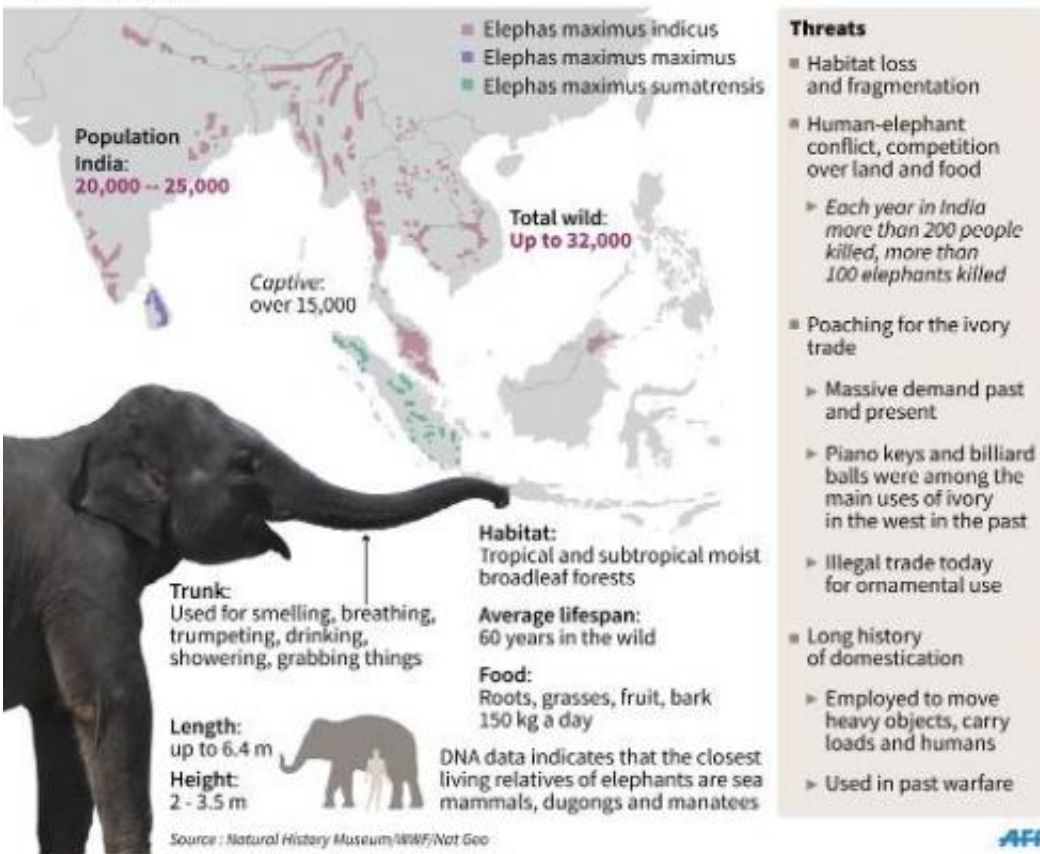 Elephas maximus indicus
Elephas maximus maximus
Elephas maximus sumatrensis
Population
India:
20,000 -- 25,000
Total wild:
Up to 32,000
Captive:
over 15,000
Trunk:
Used for smelling, breathing,
trumpeting, drinking,
showering, grabbing things
Length:
up to 6.4 m
Height:
2 - 3.5 m
Habitat:
Tropical and subtropical moist
broadleaf forests
Average lifespan:
60 years in the wild
Food:
Roots, grasses, fruit, bark
150 kg a day
DNA data indicates that the closest
living relatives of elephants are sea
mammals, dugongs and manatees
Source : Natural History Museum/WWF/Nat Geo
Threats
Habitat loss
and fragmentation
Human-elephant
conflict, competition
over land and food
Each year in India
more than 200 people
killed, more than
100 elephants killed
Poaching for the ivory
trade
Massive demand past
and present
Piano keys and billiard
balls were among the
main uses of ivory
in the west in the past
Illegal trade today
for ornamental use
Long history
of domestication
Employed to move
heavy objects, carry
loads and humans
Used in past warfare
AFP